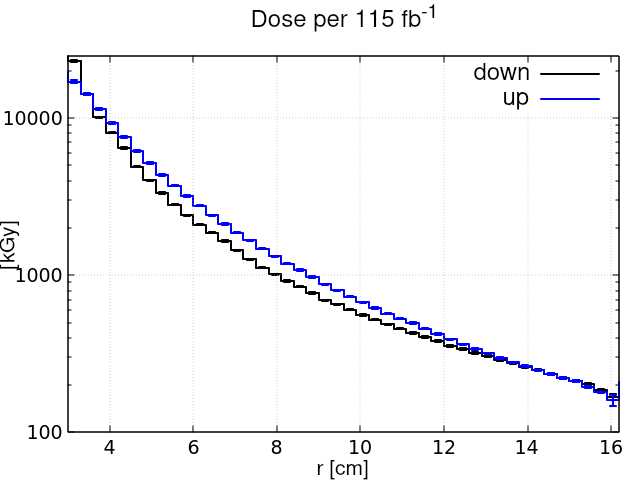 Dose per 115 fb-1
down
up
10000
1000
100
[kGy]
4 6 8 10 12 14 16
r [cm]